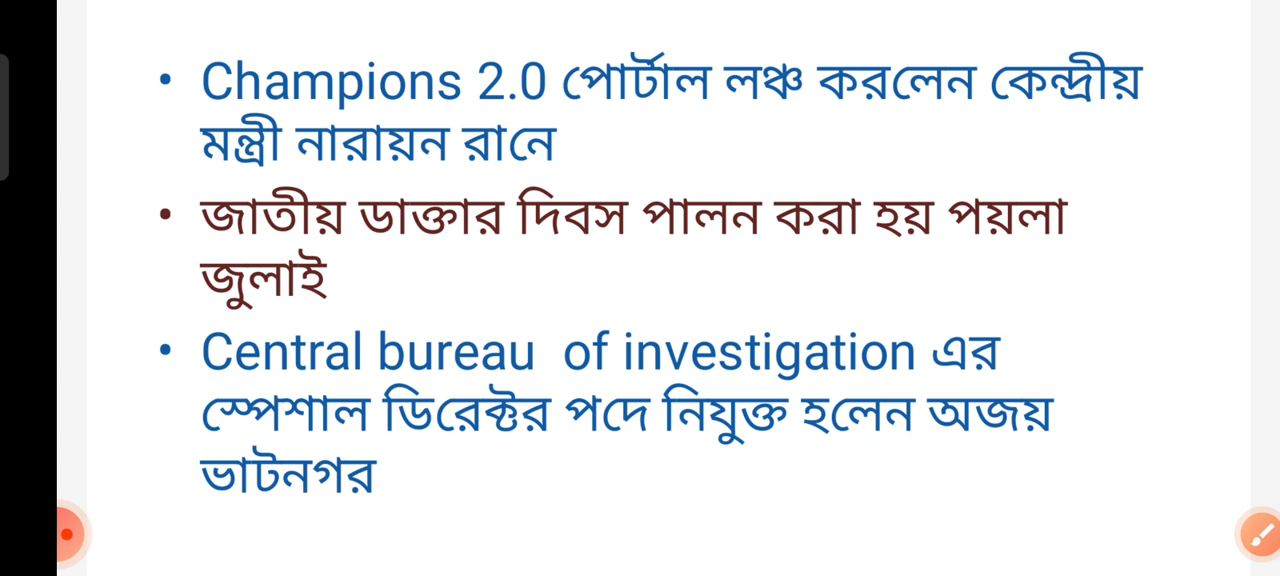 • Champions 2.0 পোর্টাল লঞ্চ করলেন কেন্দ্রীয়
মন্ত্রী নারায়ন রানে
• জাতীয় ডাক্তার দিবস পালন করা হয় পয়লা
জুলাই
• Central bureau  of investigation এর
স্পেশাল ডিরেক্টর পদে নিযুক্ত হলেন অজয়
ভাটনগর